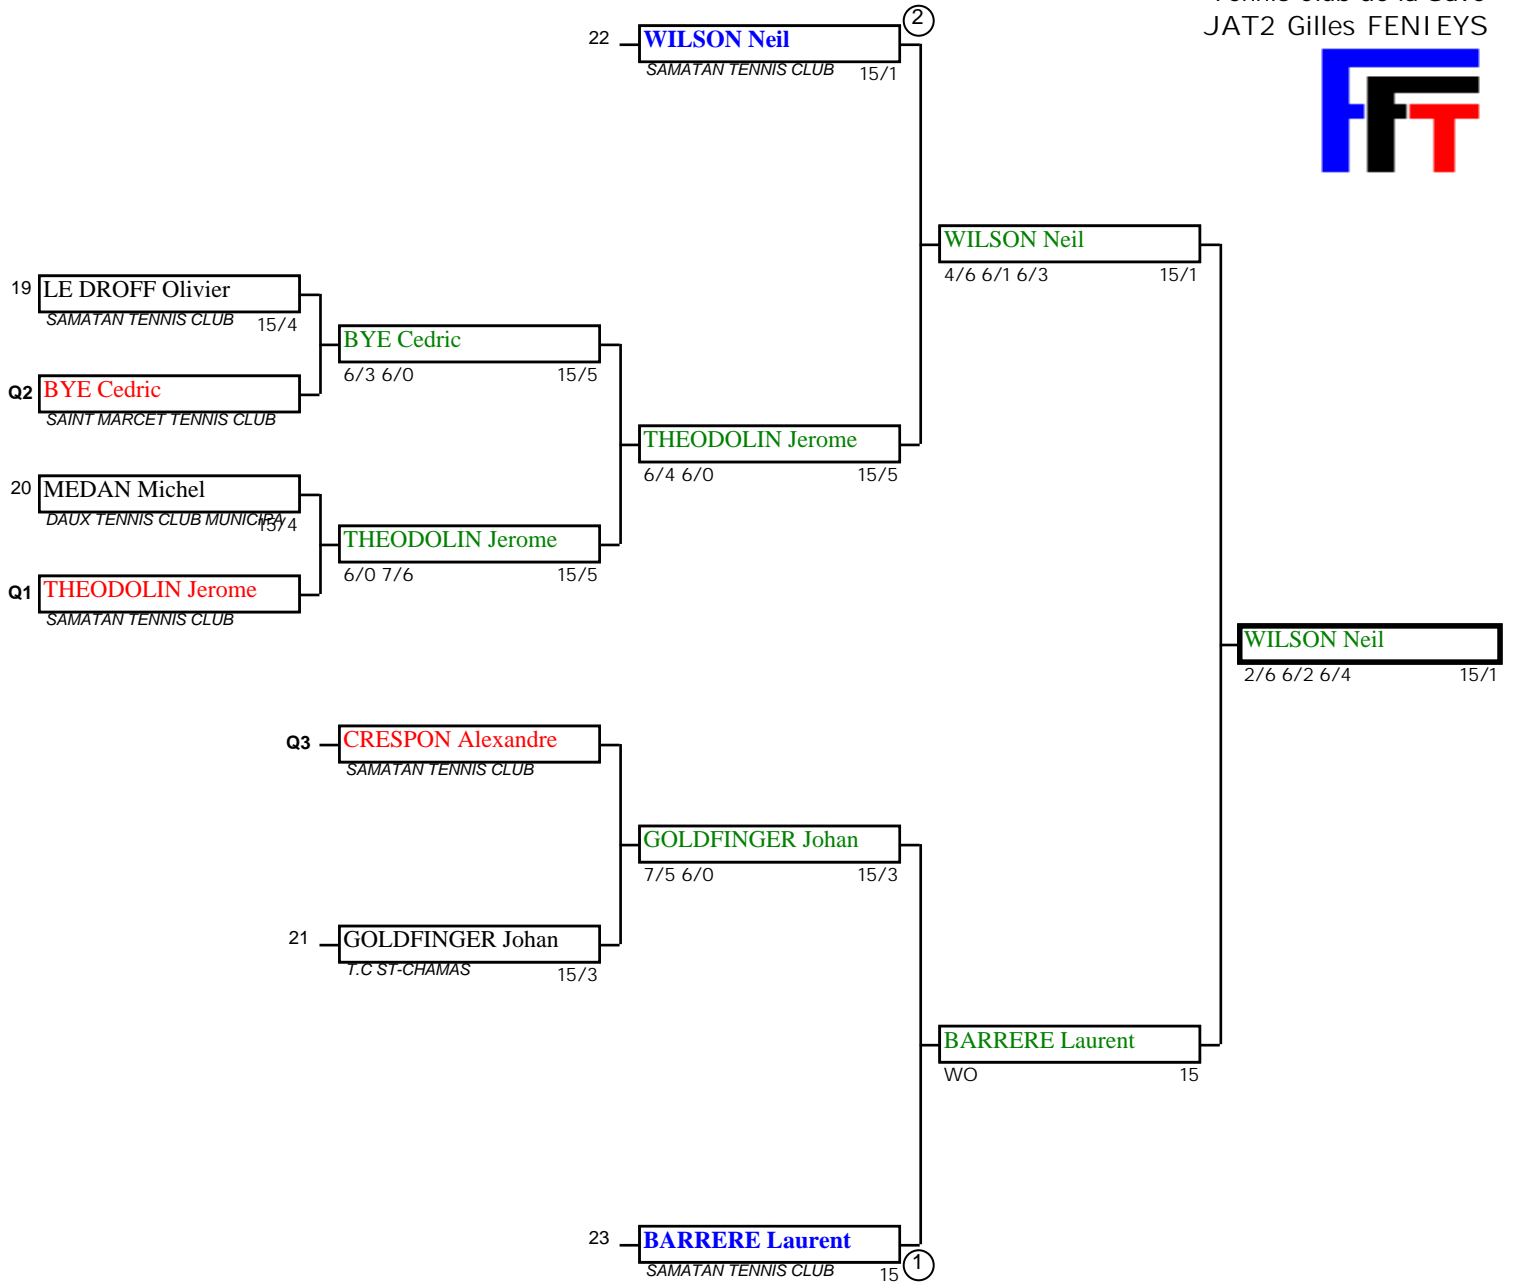 JAT2 Gilles FENIEYS
2
22 WILSON Neil
SAMATAN TENNIS CLUB 15/1
FFT
WILSON Neil
4/6 6/1 6/3 15/1
19 LE DROFF Olivier
SAMATAN TENNIS CLUB 15/4
BYE Cedric
6/3 6/0 15/5
Q2 BYE Cedric
SAINT MARCET TENNIS CLUB
THEODOLIN Jerome
6/4 6/0 15/5
20 MEDAN Michel
DAUX TENNIS CLUB MUNICIPA 15/4
THEODOLIN Jerome
6/0 7/6 15/5
Q1 THEODOLIN Jerome
SAMATAN TENNIS CLUB
WILSON Neil
2/6 6/2 6/4 15/1
Q3 CRESPON Alexandre
SAMATAN TENNIS CLUB
GOLDFINGER Johan
7/5 6/0 15/3
21 GOLDFINGER Johan
T.C ST-CHAMAS 15/3
BARRERE Laurent
WO 15
23 BARRERE Laurent
SAMATAN TENNIS CLUB 15
1